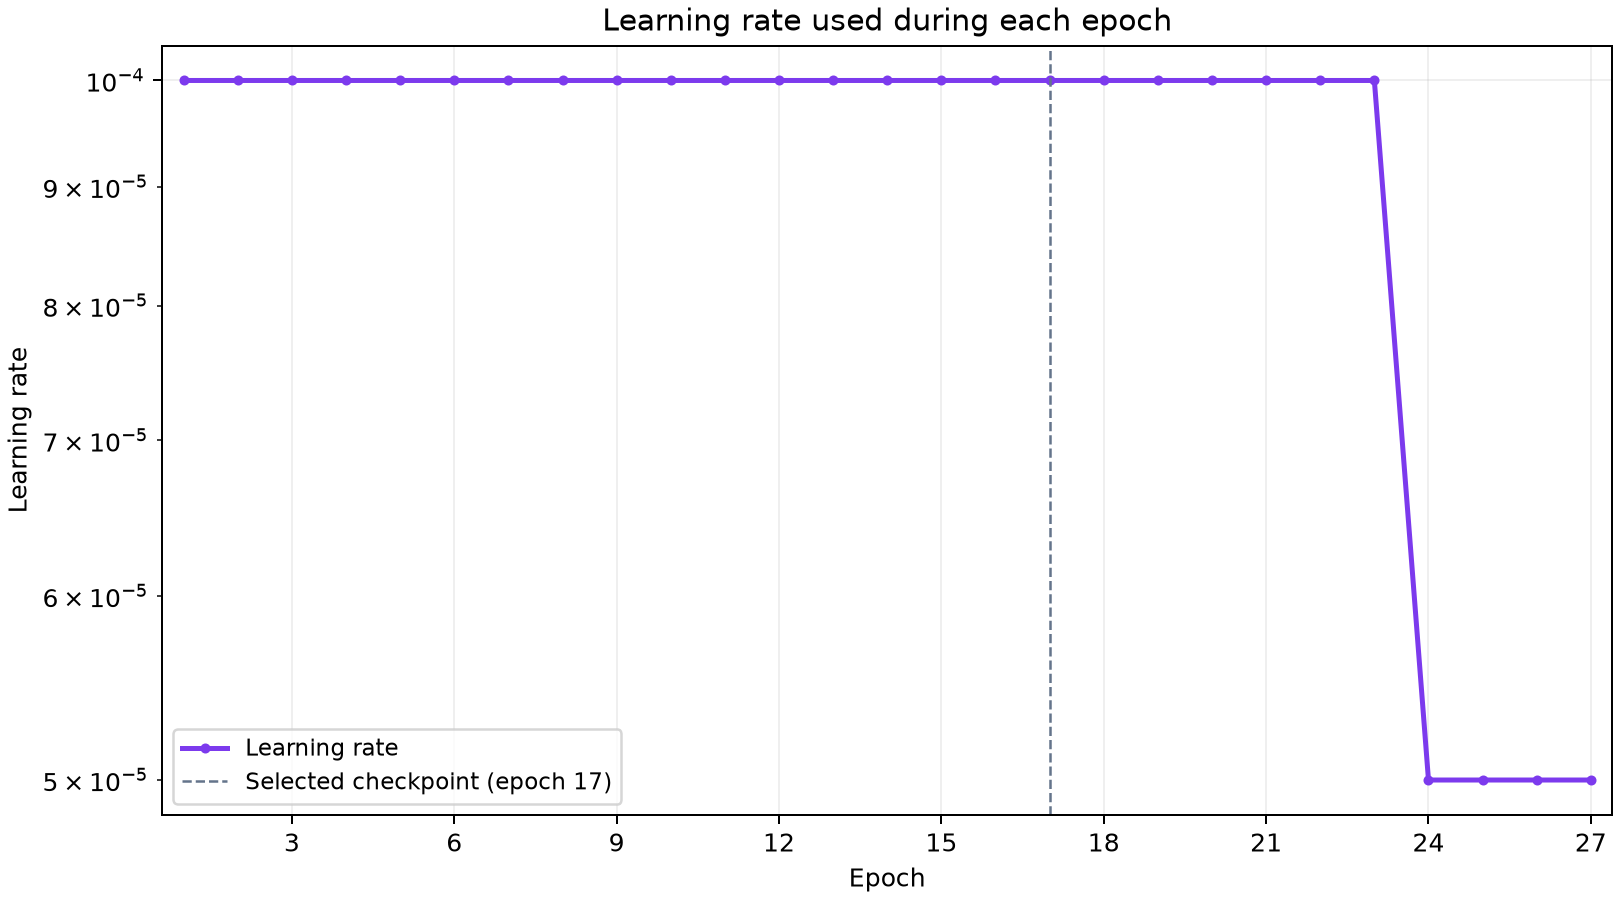 Learning rate used during each epoch
10⁻⁴
9 × 10⁻⁵
8 × 10⁻⁵
7 × 10⁻⁵
6 × 10⁻⁵
5 × 10⁻⁵
Learning rate
Learning rate
Selected checkpoint (epoch 17)
3 6 9 12 15 18 21 24 27
Epoch